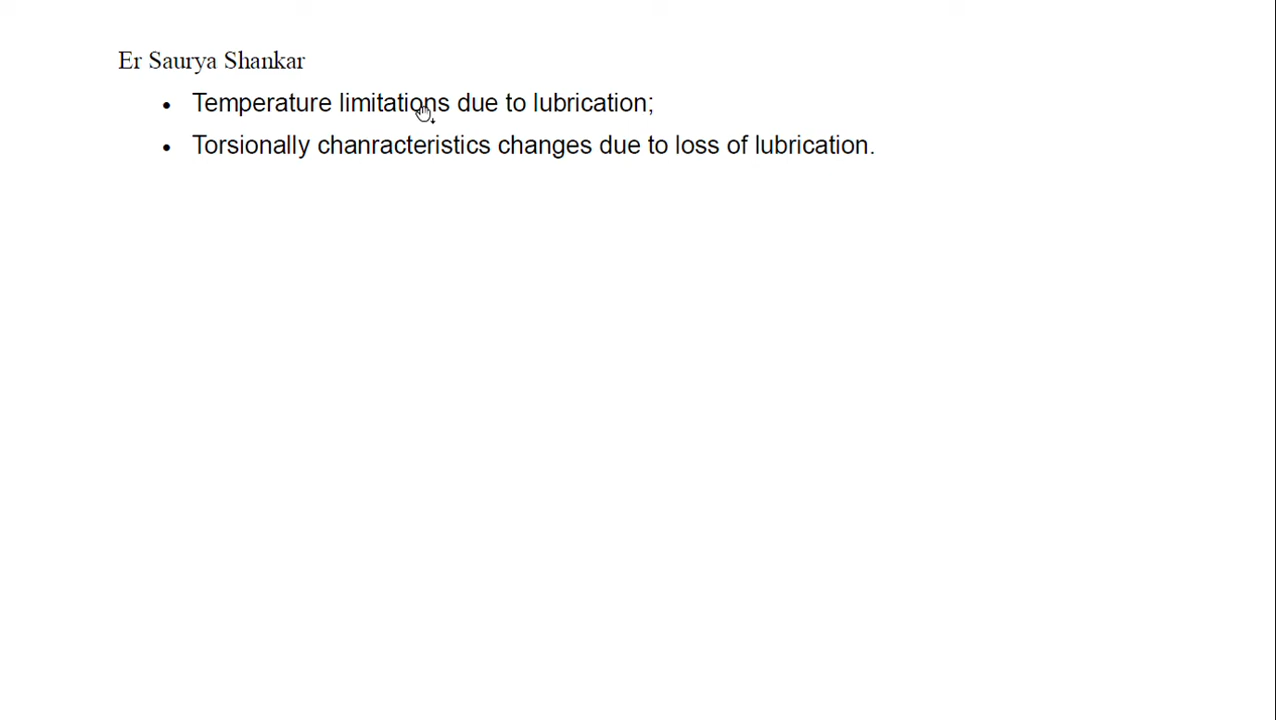 Er Saurya Shankar
• Temperature limitations due to lubrication;
• Torsionally chanracteristics changes due to loss of lubrication.